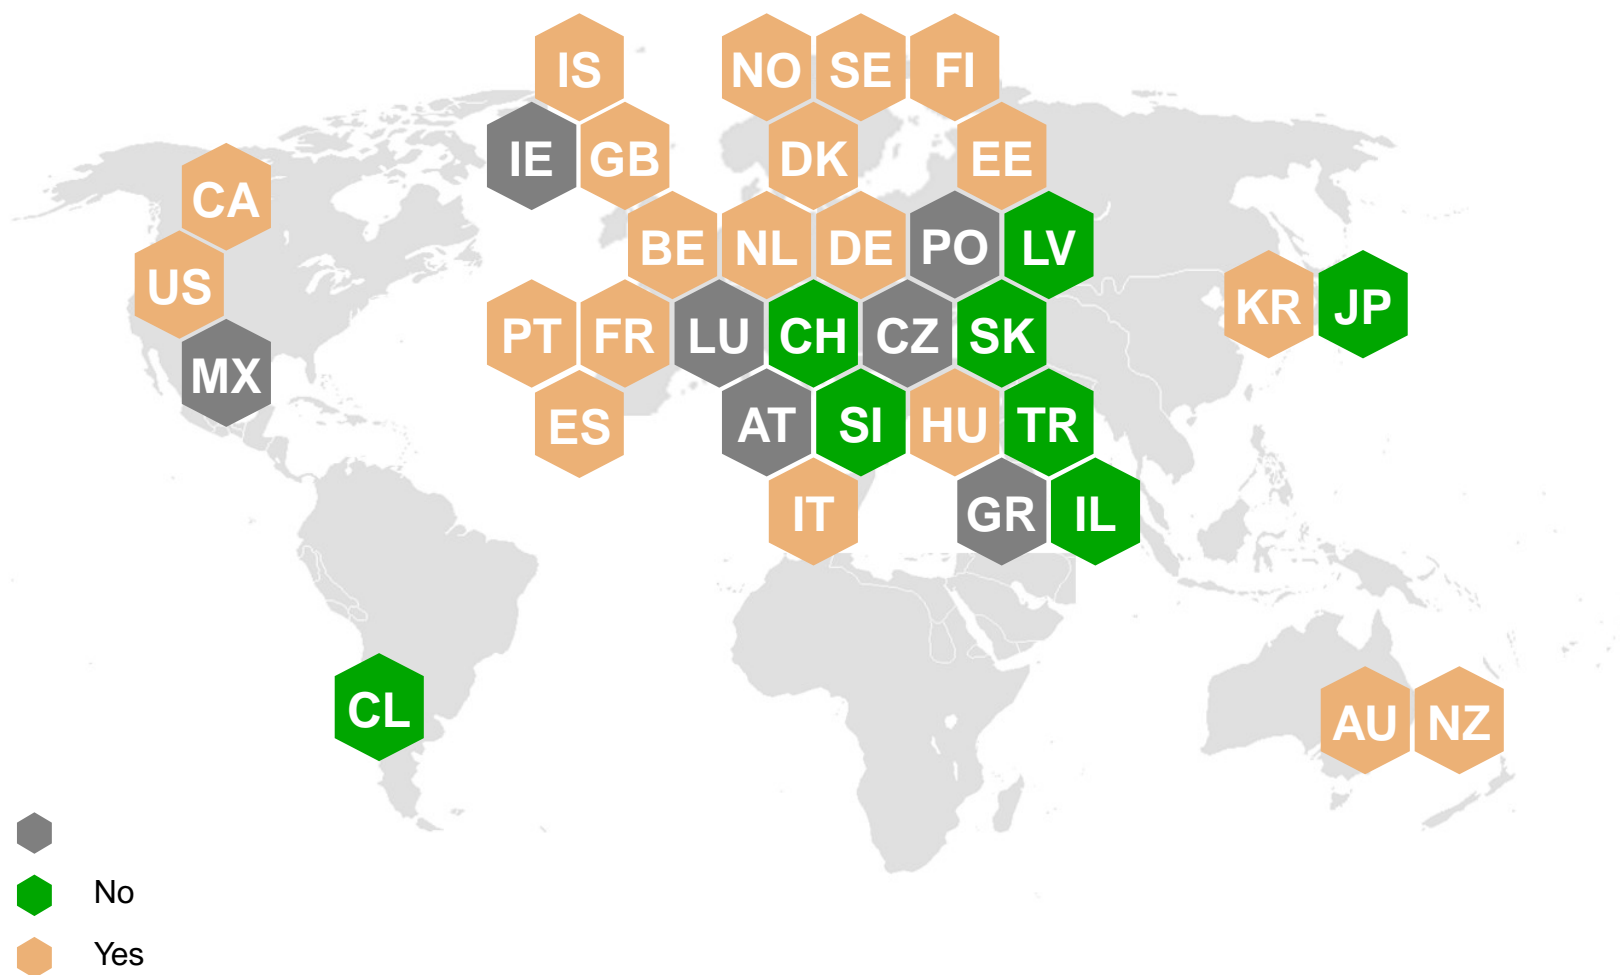 IS NO SE FI
IE GB DK EE
CA
BE NL DE PO LV
US KR JP
PT FR LU CH CZ SK
MX
ES AT SI HU TR
IT GR IL
CL
AU NZ
No
Yes